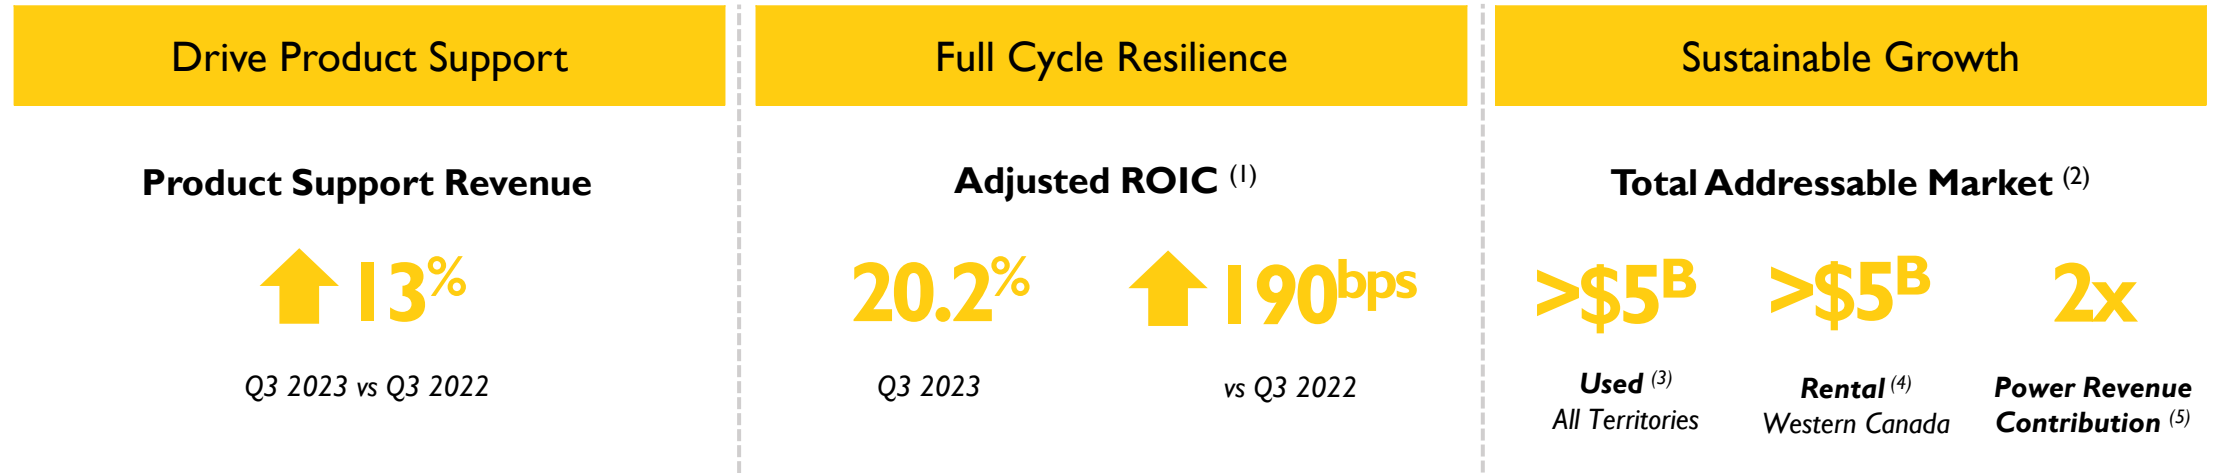 Drive Product Support
Product Support Revenue
13%
Q3 2023 vs Q3 2022
Full Cycle Resilience
Adjusted ROIC (1)
20.2%
Q3 2023
190bps
vs Q3 2022
Sustainable Growth
Total Addressable Market (2)
>$5B
Used (3)
All Territories
>$5B
Rental (4)
Western Canada
2x
Power Revenue
Contribution (5)